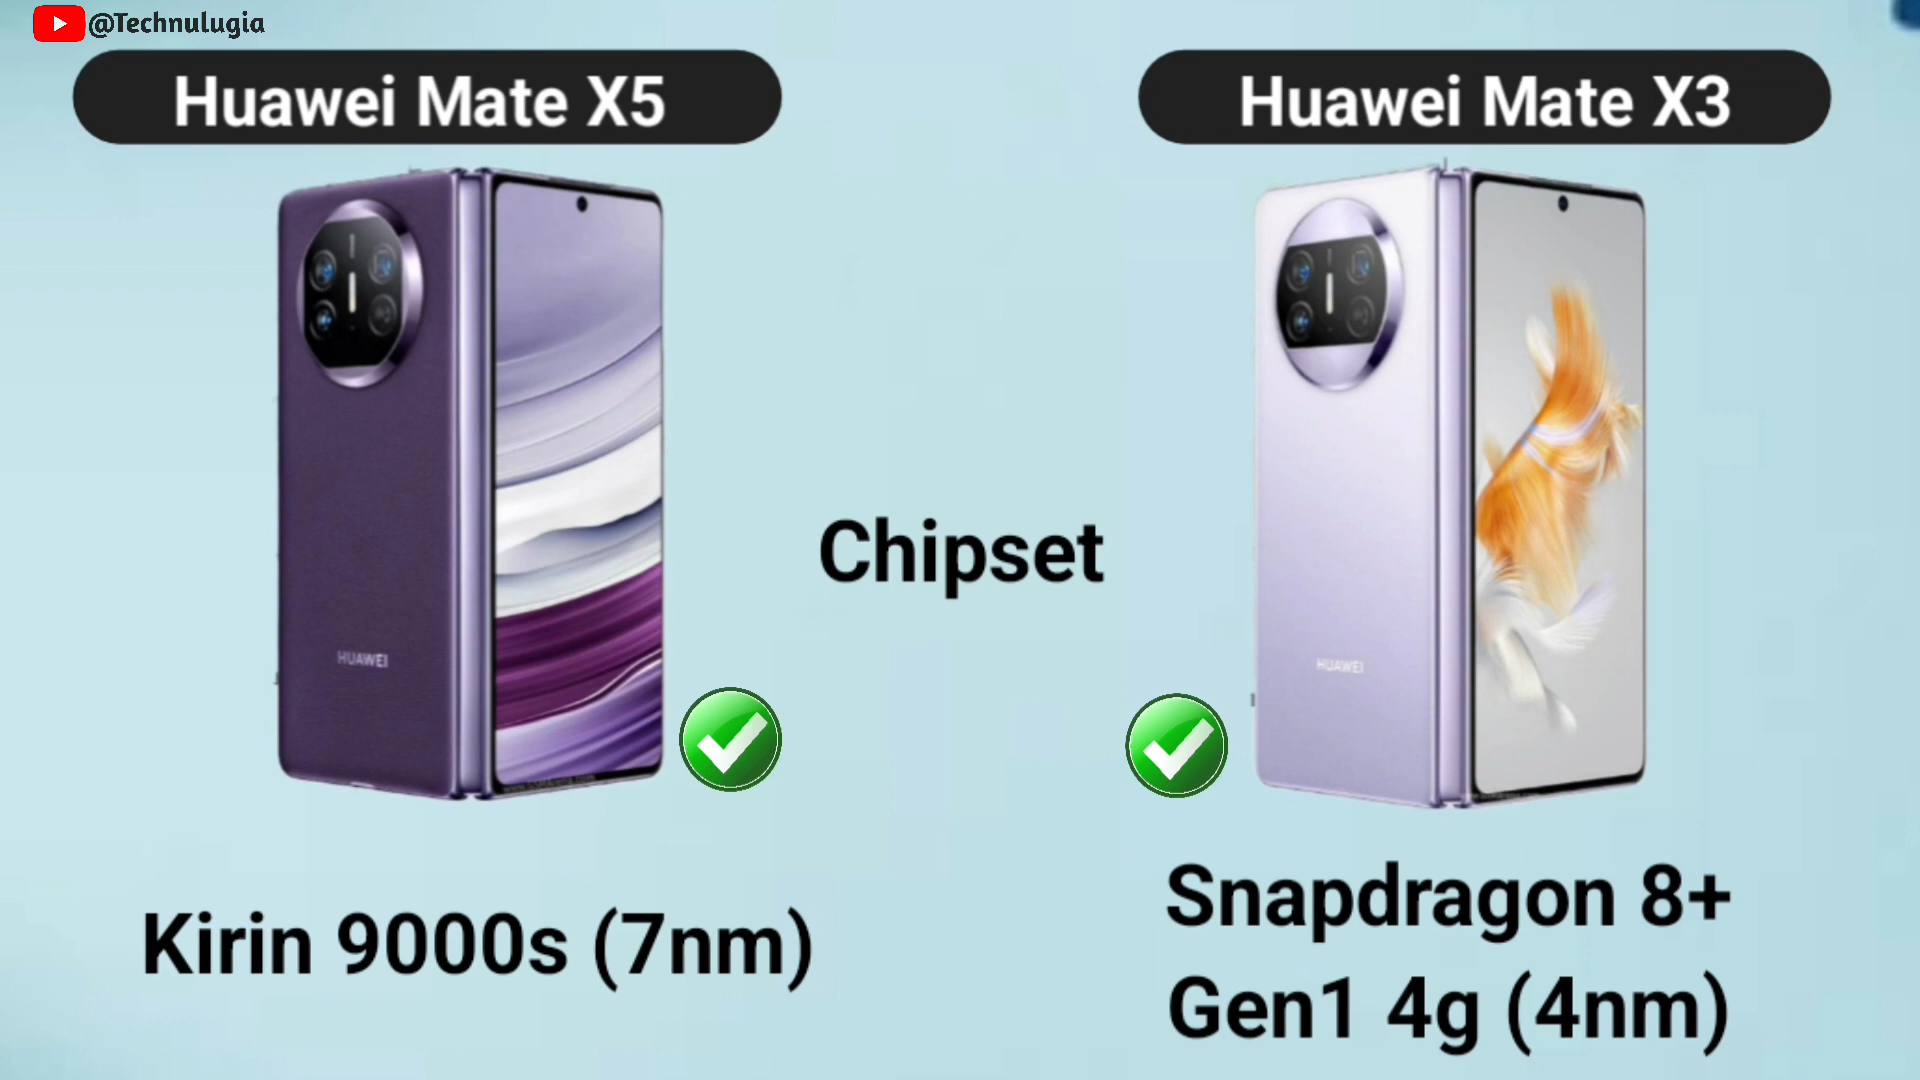 @Technulugia
Huawei Mate X5
Huawei Mate X3
HUAWEI
HUAWEI
Chipset
Kirin 9000s (7nm)
Snapdragon 8+
Gen1 4g (4nm)